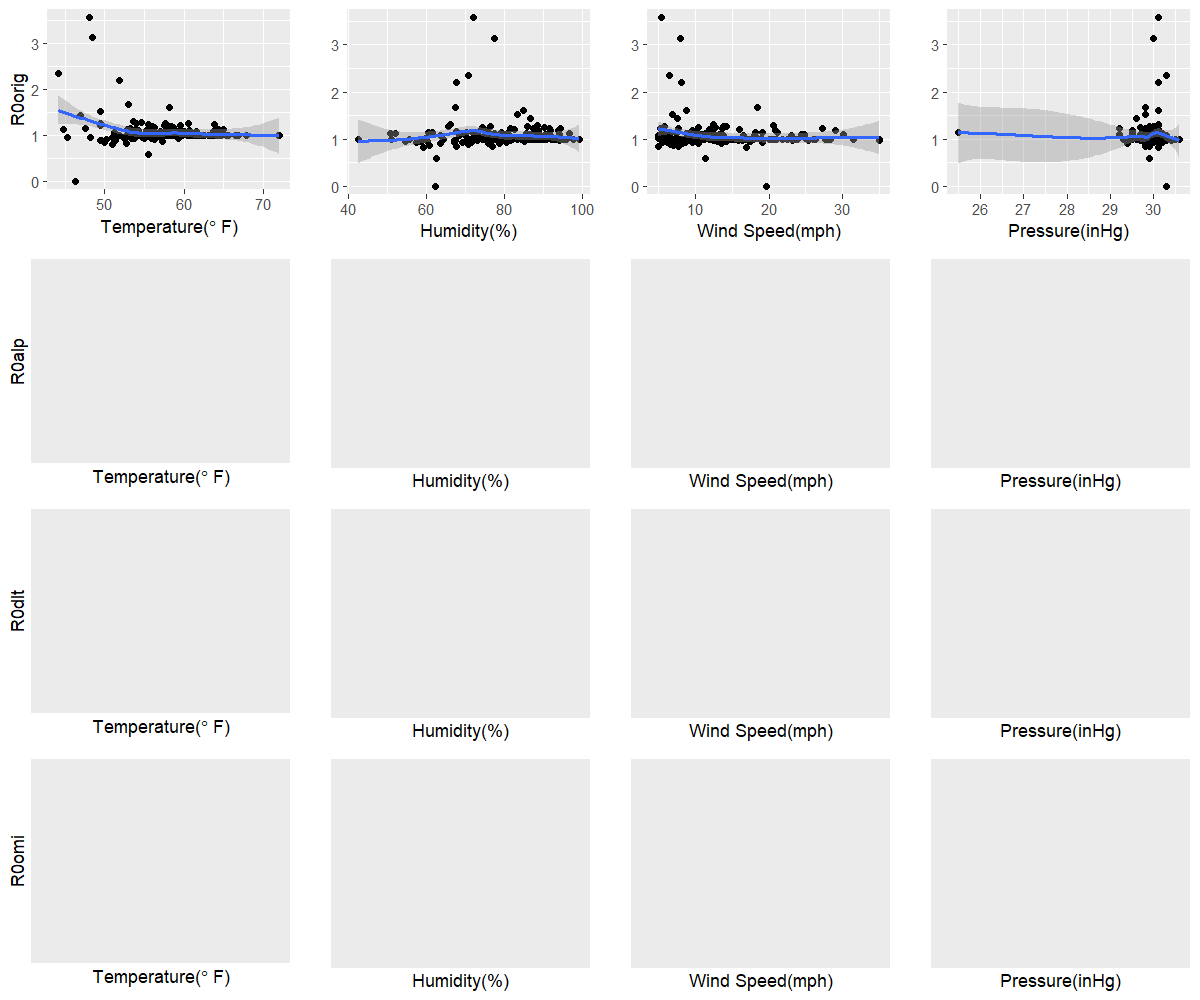 R0orig
3
2
1
0
50 60 70
Temperature(° F)
3
2
1
0
40 60 80 100
Humidity(%)
3
2
1
0
10 20 30
Wind Speed(mph)
3
2
1
0
26 27 28 29 30
Pressure(inHg)
R0alp
Temperature(° F)
Humidity(%)
Wind Speed(mph)
Pressure(inHg)
R0dlt
Temperature(° F)
Humidity(%)
Wind Speed(mph)
Pressure(inHg)
R0omi
Temperature(° F)
Humidity(%)
Wind Speed(mph)
Pressure(inHg)